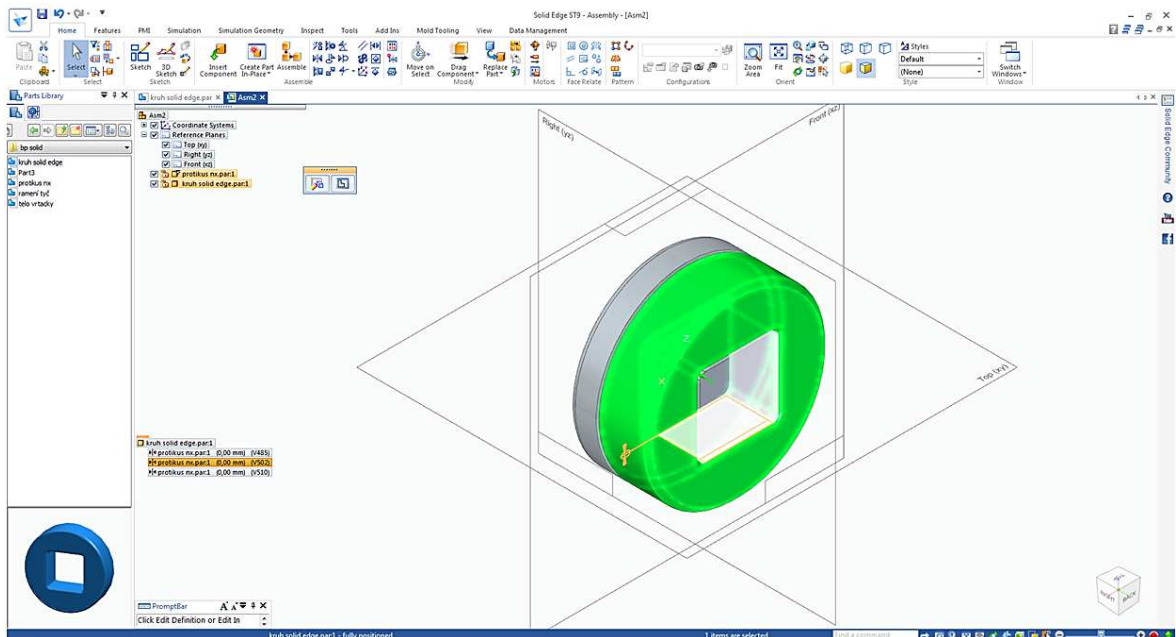 Solid Edge ST9 - Assembly - [Asm2]
Home Features PMI Simulation Simulation Geometry Inspect Tools Add Ins Mold Tooling View Data Management
Paste
Clipboard
Select
Select
Sketch 3D Sketch
Sketch
Insert Component Create Part In-Place Assemble
Assemble
Move on Select Drag Component Replace Part
Modify
Motors
Face Relate
Pattern
Configurations
Zoom Area Fit
Orient
Styles
Default
(None)
Style
Switch Windows
Window
Parts Library
kruh solid edge.par
Asm2
bp solid
kruh solid edge
Part3
protikus nx
ramení tyč
telo vrtacky
Asm2
Coordinate Systems
Reference Planes
Top (xy)
Right (yz)
Front (xz)
protikus nx.par:1
kruh solid edge.par:1
Right (yz)
Front (xz)
Top (xy)
Z
X
Solid Edge Community
kruh solid edge.par:1
protikus nx.par:1 (0,00 mm) (V485)
protikus nx.par:1 (0,00 mm) (V502)
protikus nx.par:1 (0,00 mm) (V510)
RIGHT BACK
PromptBar
Click Edit Definition or Edit In
kruh solid edge.par:1 - fully positioned
1 items are selected
Find a command